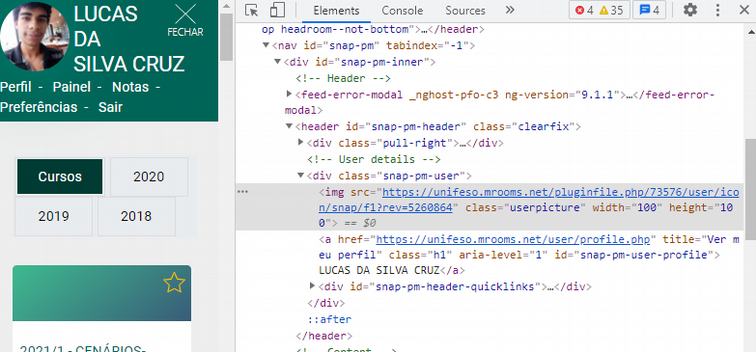 LUCAS
DA
SILVA CRUZ
FECHAR
Perfil - Painel - Notas -
Preferências - Sair
Cursos
2020
2019
2018
2021/1 - CENÁRIOS-
Elements
Console
Sources
»
4
35
4
op headroom--not-bottom">…</header>
<nav id="snap-pm" tabindex="-1">
<div id="snap-pm-inner">
<!-- Header -->
<feed-error-modal _nghost-pfo-c3 ng-version="9.1.1">…</feed-error-
modal>
<header id="snap-pm-header" class="clearfix">
<div class="pull-right">…</div>
<!-- User details -->
<div class="snap-pm-user">
<img src="https://unifeso.mrooms.net/pluginfile.php/73576/user/ico
n/snap/f1?rev=5260864" class="userpicture" width="100" height="10
0"> == $0
<a href="https://unifeso.mrooms.net/user/profile.php" title="Ver m
eu perfil" class="h1" aria-level="1" id="snap-pm-user-profile">
LUCAS DA SILVA CRUZ</a>
<div id="snap-pm-header-quicklinks">…</div>
</div>
::after
</header>
<!-- Content -->